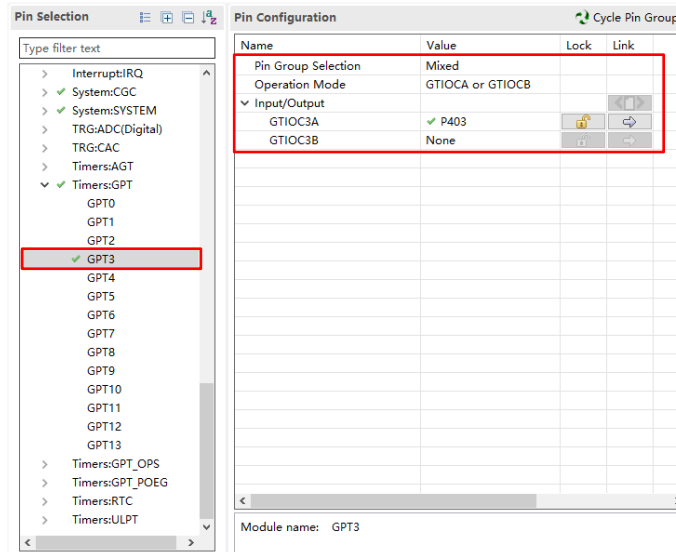 Pin Selection
Type filter text
Interrupt:IRQ
System:CGC
System:SYSTEM
TRG:ADC(Digital)
TRG:CAC
Timers:AGT
Timers:GPT
GPT0
GPT1
GPT2
GPT3
GPT4
GPT5
GPT6
GPT7
GPT8
GPT9
GPT10
GPT11
GPT12
GPT13
Timers:GPT_OPS
Timers:GPT_POEG
Timers:RTC
Timers:ULPT
Pin Configuration Cycle Pin Group
Name Value Lock Link
Pin Group Selection Mixed
Operation Mode GTIOCA or GTIOCB
Input/Output
GTIOC3A P403
GTIOC3B None
Module name: GPT3